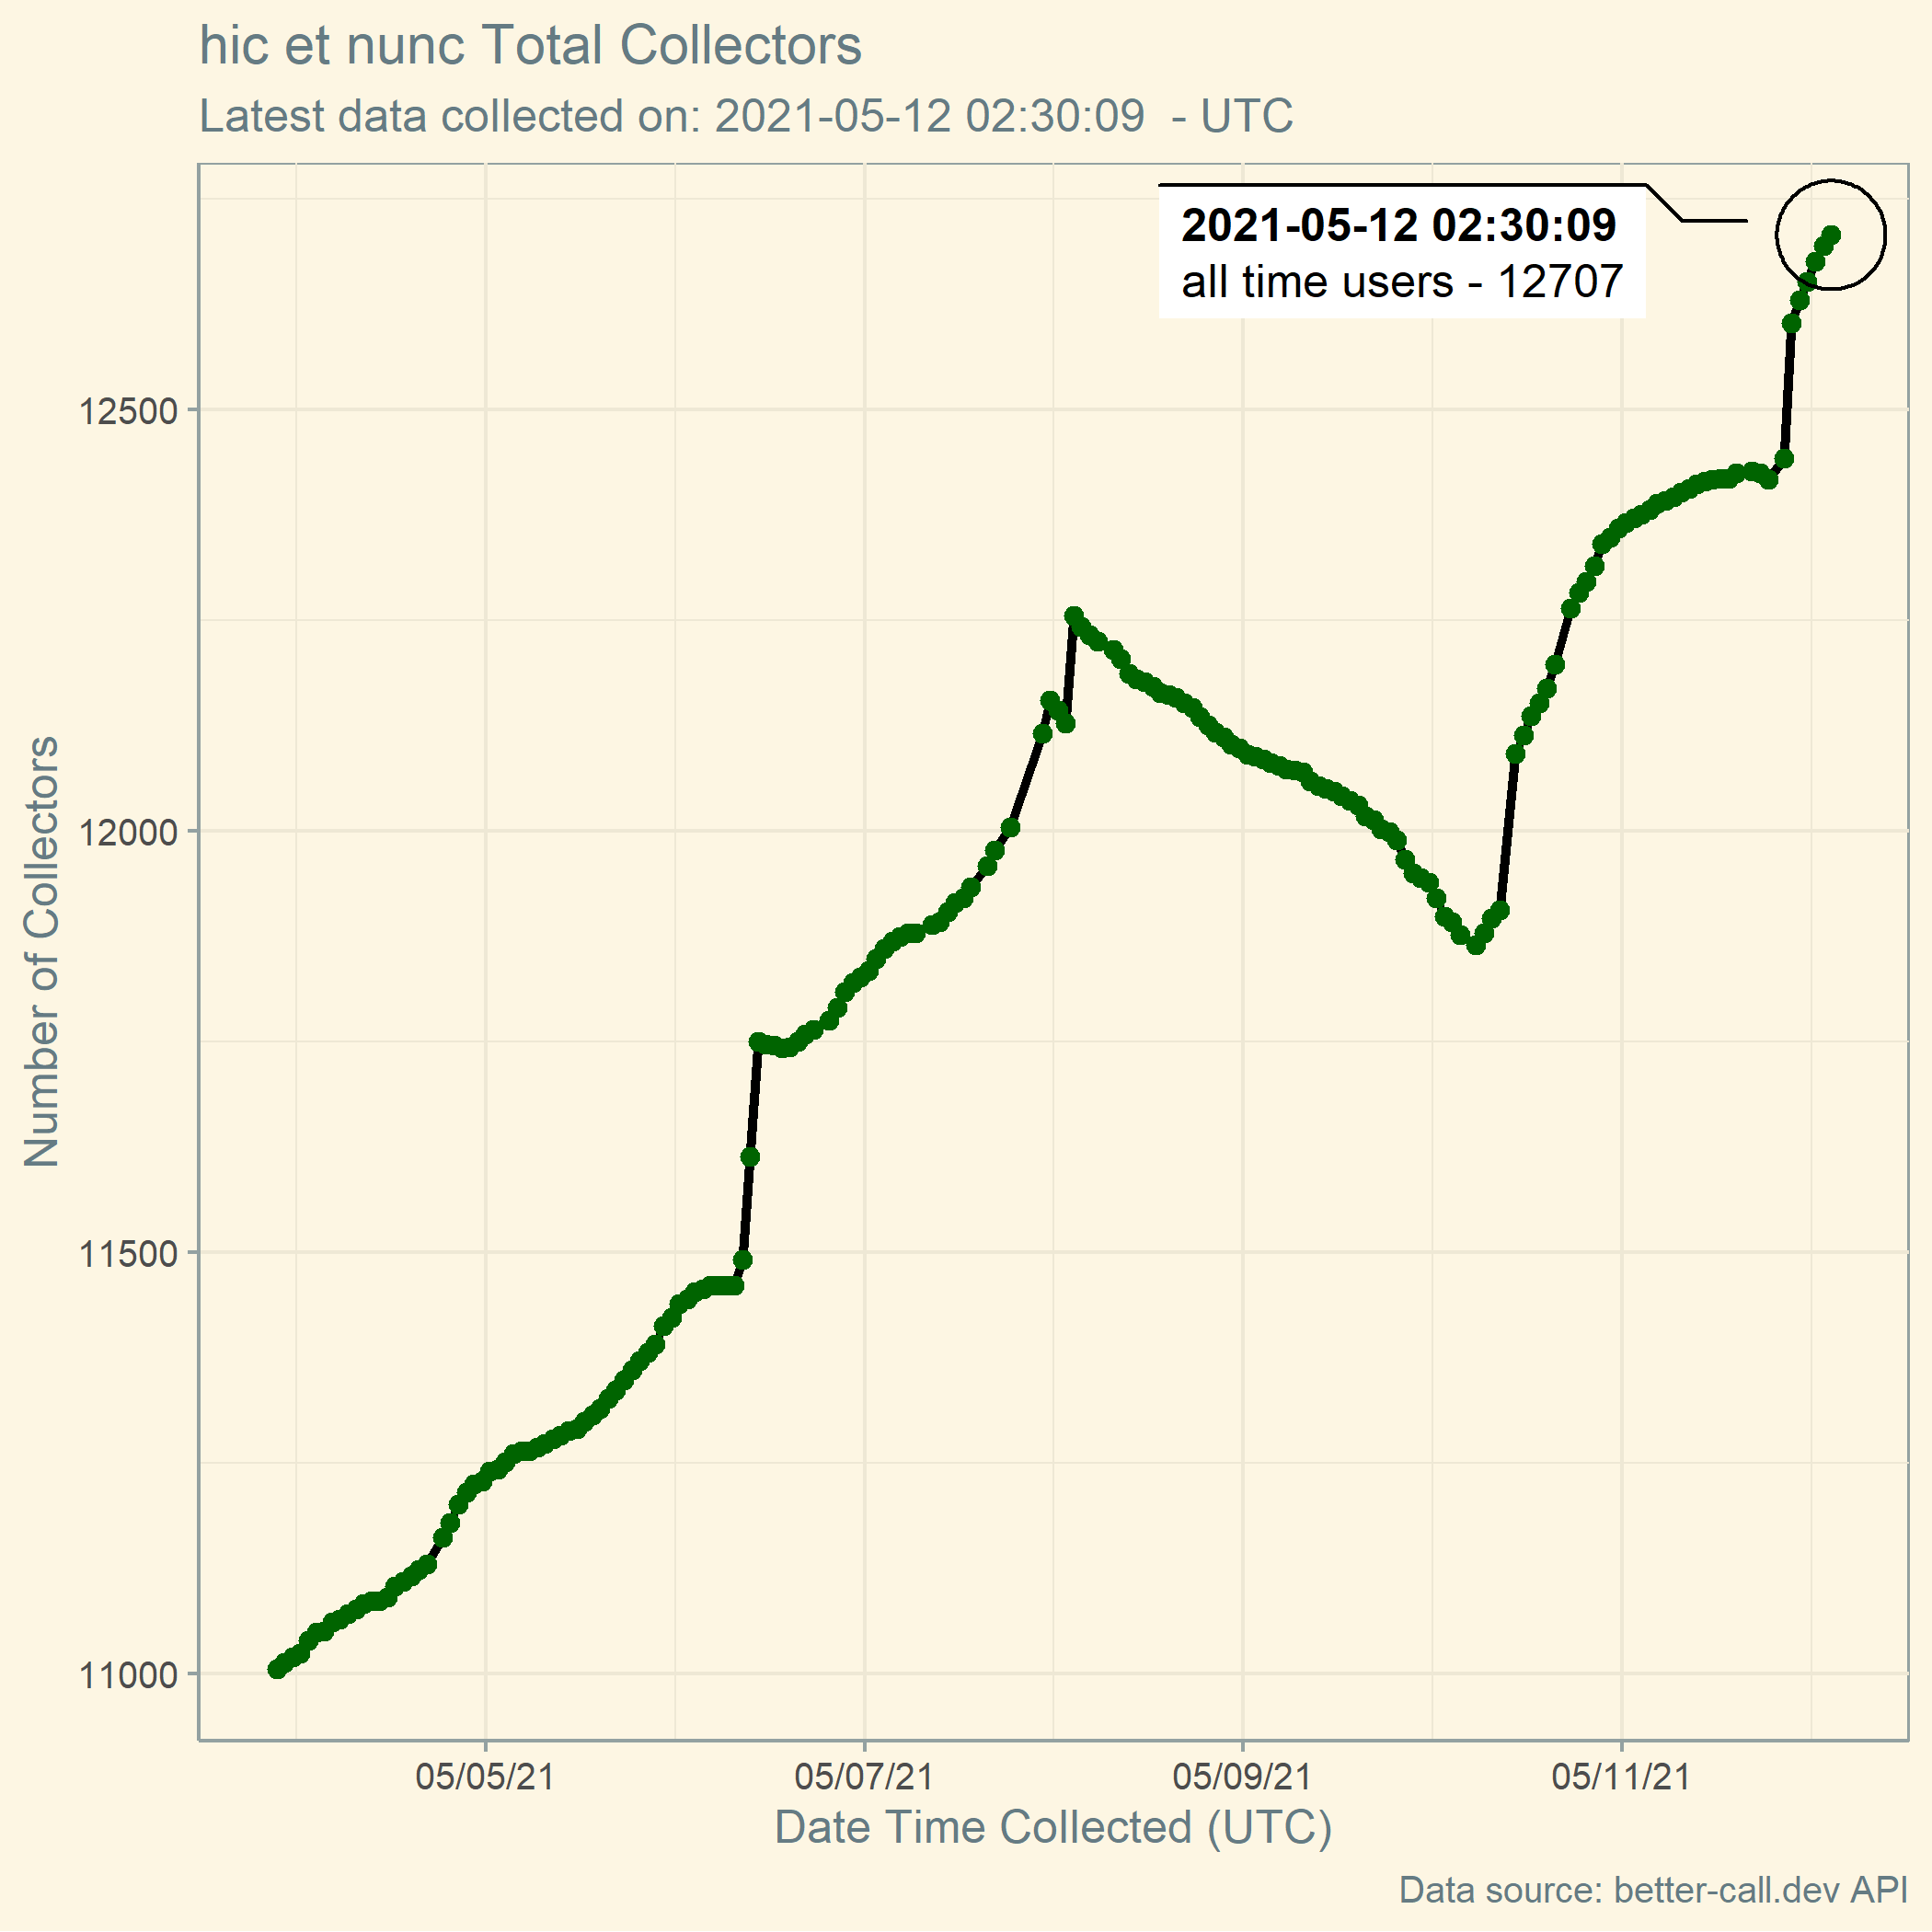 hic et nunc Total Collectors
Latest data collected on: 2021-05-12 02:30:09  - UTC
2021-05-12 02:30:09
all time users - 12707
Number of Collectors
12500
12000
11500
11000
05/05/21
05/07/21
05/09/21
05/11/21
Date Time Collected (UTC)
Data source: better-call.dev API